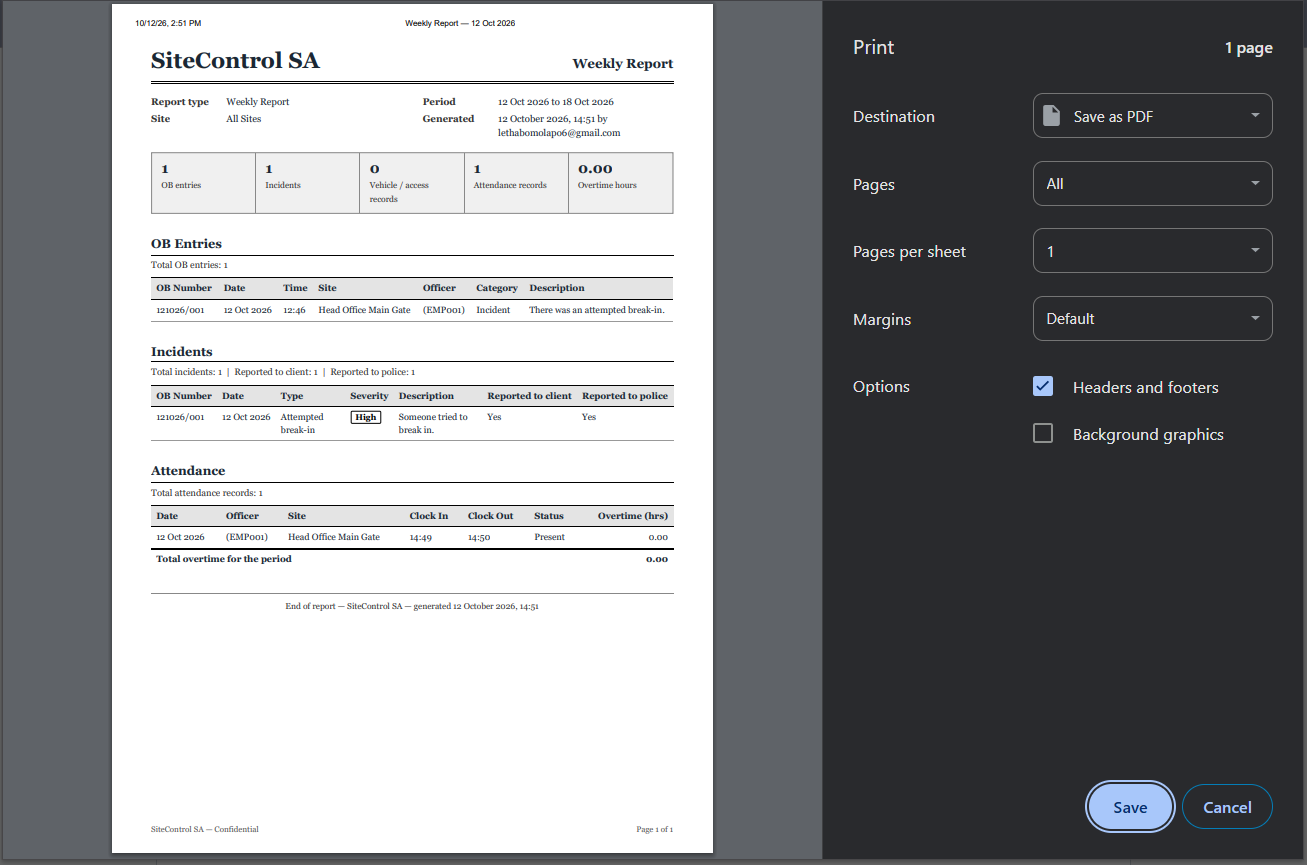 10/12/26, 2:51 PM Weekly Report — 12 Oct 2026
SiteControl SA Weekly Report
Report type Weekly Report Period 12 Oct 2026 to 18 Oct 2026
Site All Sites Generated 12 October 2026, 14:51 by
lethabomolapo6@gmail.com
1 1 0 1 0.00
OB entries Incidents Vehicle / access Attendance records Overtime hours
records
OB Entries
Total OB entries: 1
OB Number Date Time Site Officer Category Description
121026/001 12 Oct 2026 12:46 Head Office Main Gate (EMP001) Incident There was an attempted break-in.
Incidents
Total incidents: 1 | Reported to client: 1 | Reported to police: 1
OB Number Date Type Severity Description Reported to client Reported to police
121026/001 12 Oct 2026 Attempted High Someone tried to Yes Yes
break-in break in.
Attendance
Total attendance records: 1
Date Officer Site Clock In Clock Out Status Overtime (hrs)
12 Oct 2026 (EMP001) Head Office Main Gate 14:49 14:50 Present 0.00
Total overtime for the period 0.00
End of report — SiteControl SA — generated 12 October 2026, 14:51
SiteControl SA — Confidential Page 1 of 1
Print 1 page
Destination Save as PDF
Pages All
Pages per sheet 1
Margins Default
Options Headers and footers
Background graphics
Save Cancel